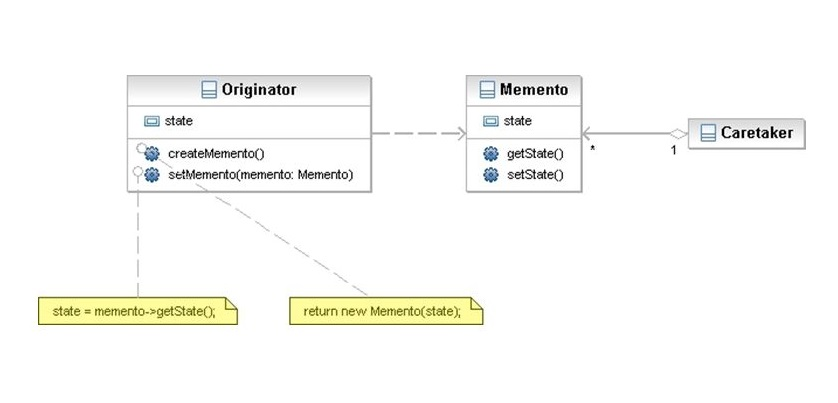 Originator
state
createMemento()
setMemento(memento: Memento)
Memento
state
getState()
setState()
*
1
Caretaker
state = memento->getState();
return new Memento(state);